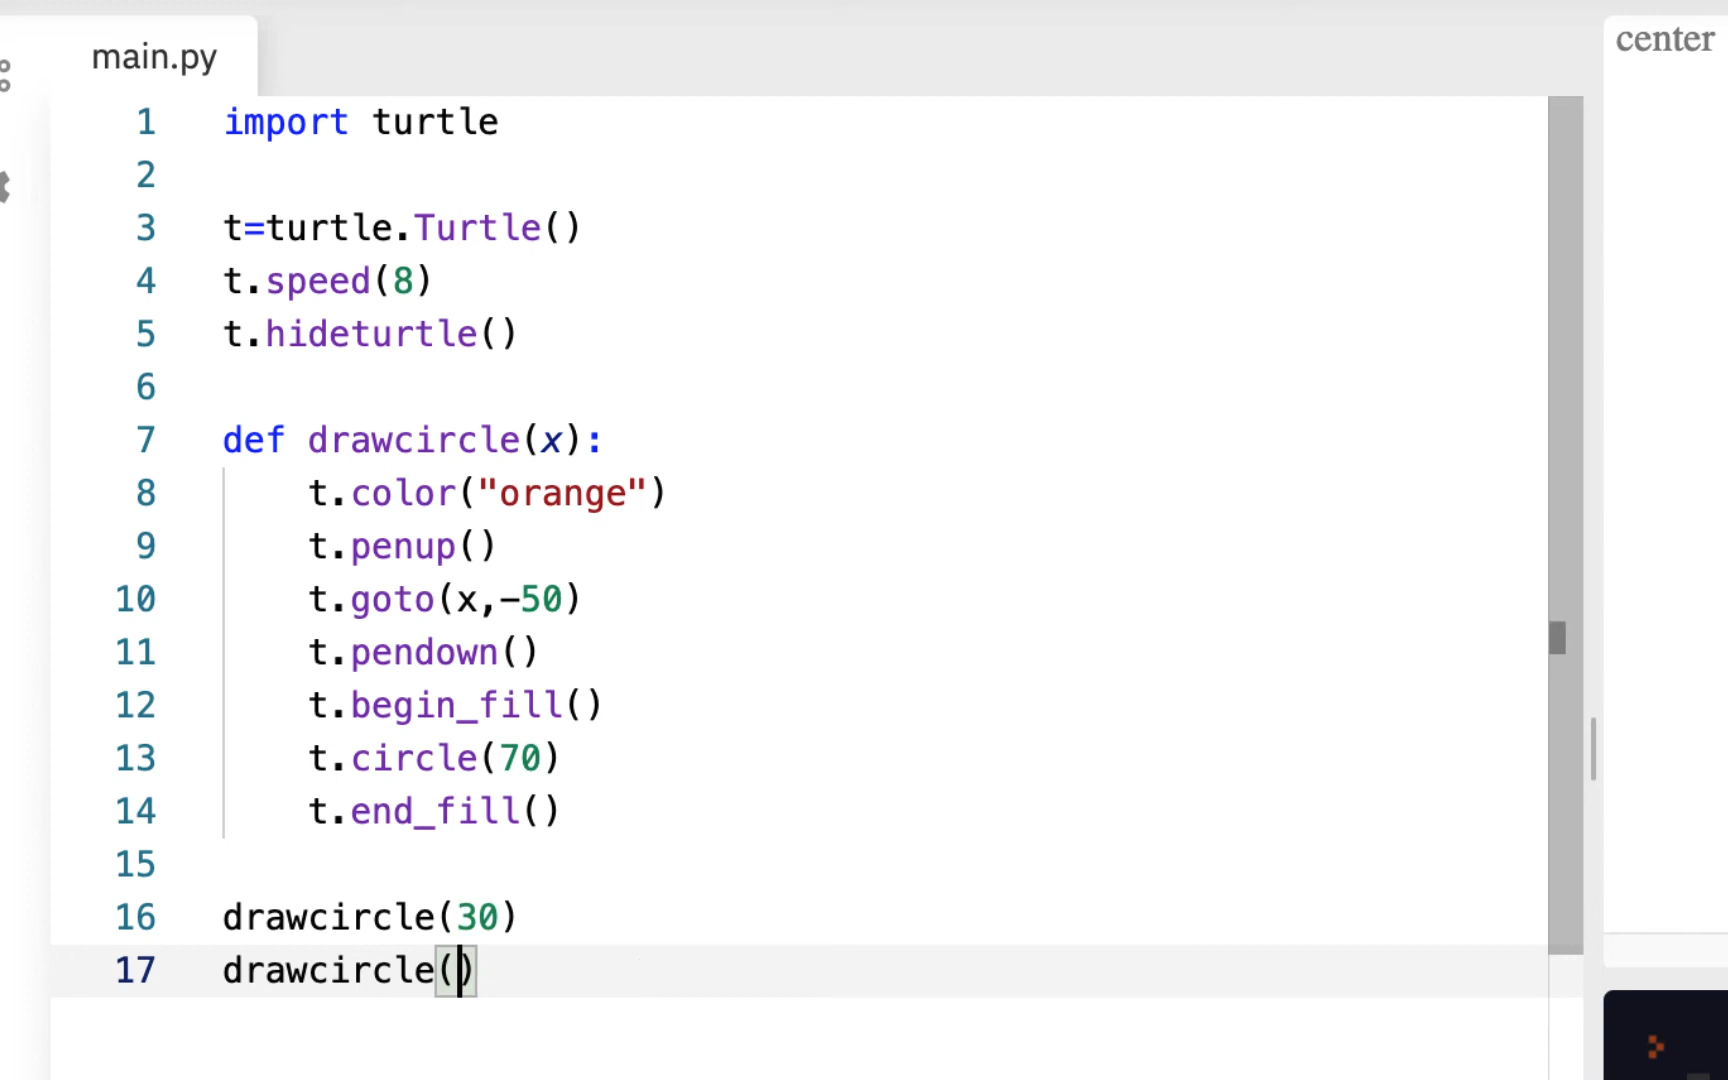 main.py
center
1 import turtle
2
3 t=turtle.Turtle()
4 t.speed(8)
5 t.hideturtle()
6
7 def drawcircle(x):
8 t.color("orange")
9 t.penup()
10 t.goto(x,-50)
11 t.pendown()
12 t.begin_fill()
13 t.circle(70)
14 t.end_fill()
15
16 drawcircle(30)
17 drawcircle()